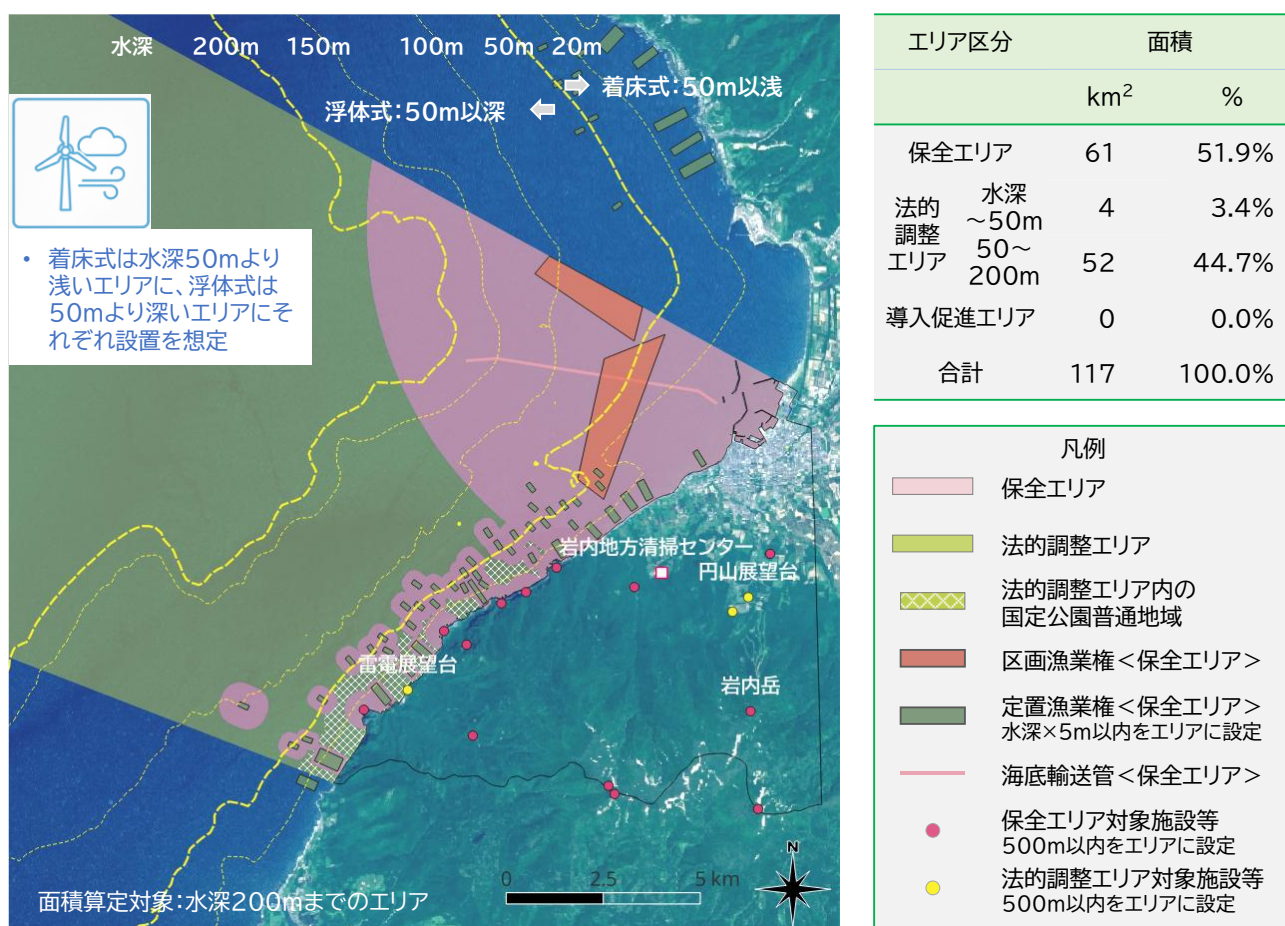 水深 200m 150m 100m 50m 20m
着床式：50m以浅
浮体式：50m以深
• 着床式は水深50mより
浅いエリアに、浮体式は
50mより深いエリアにそ
れぞれ設置を想定
岩内地方清掃センター
円山展望台
雷電展望台
岩内岳
N
0 2.5 5 km
面積算定対象：水深200mまでのエリア
エリア区分 面積
km² %
保全エリア 61 51.9%
法的
調整
エリア
水深
～50m
4 3.4%
50～
200m
52 44.7%
導入促進エリア 0 0.0%
合計 117 100.0%
凡例
保全エリア
法的調整エリア
法的調整エリア内の
国定公園普通地域
区画漁業権＜保全エリア＞
定置漁業権＜保全エリア＞
水深×5m以内をエリアに設定
海底輸送管＜保全エリア＞
保全エリア対象施設等
500m以内をエリアに設定
法的調整エリア対象施設等
500m以内をエリアに設定